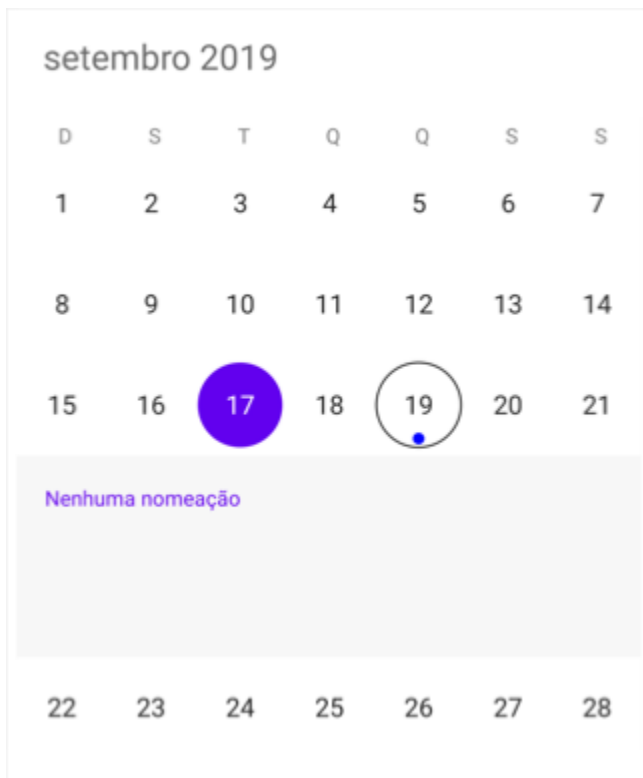 setembro 2019
D S T Q Q S S
1 2 3 4 5 6 7
8 9 10 11 12 13 14
15 16 17 18 19 20 21
Nenhuma nomeação
22 23 24 25 26 27 28